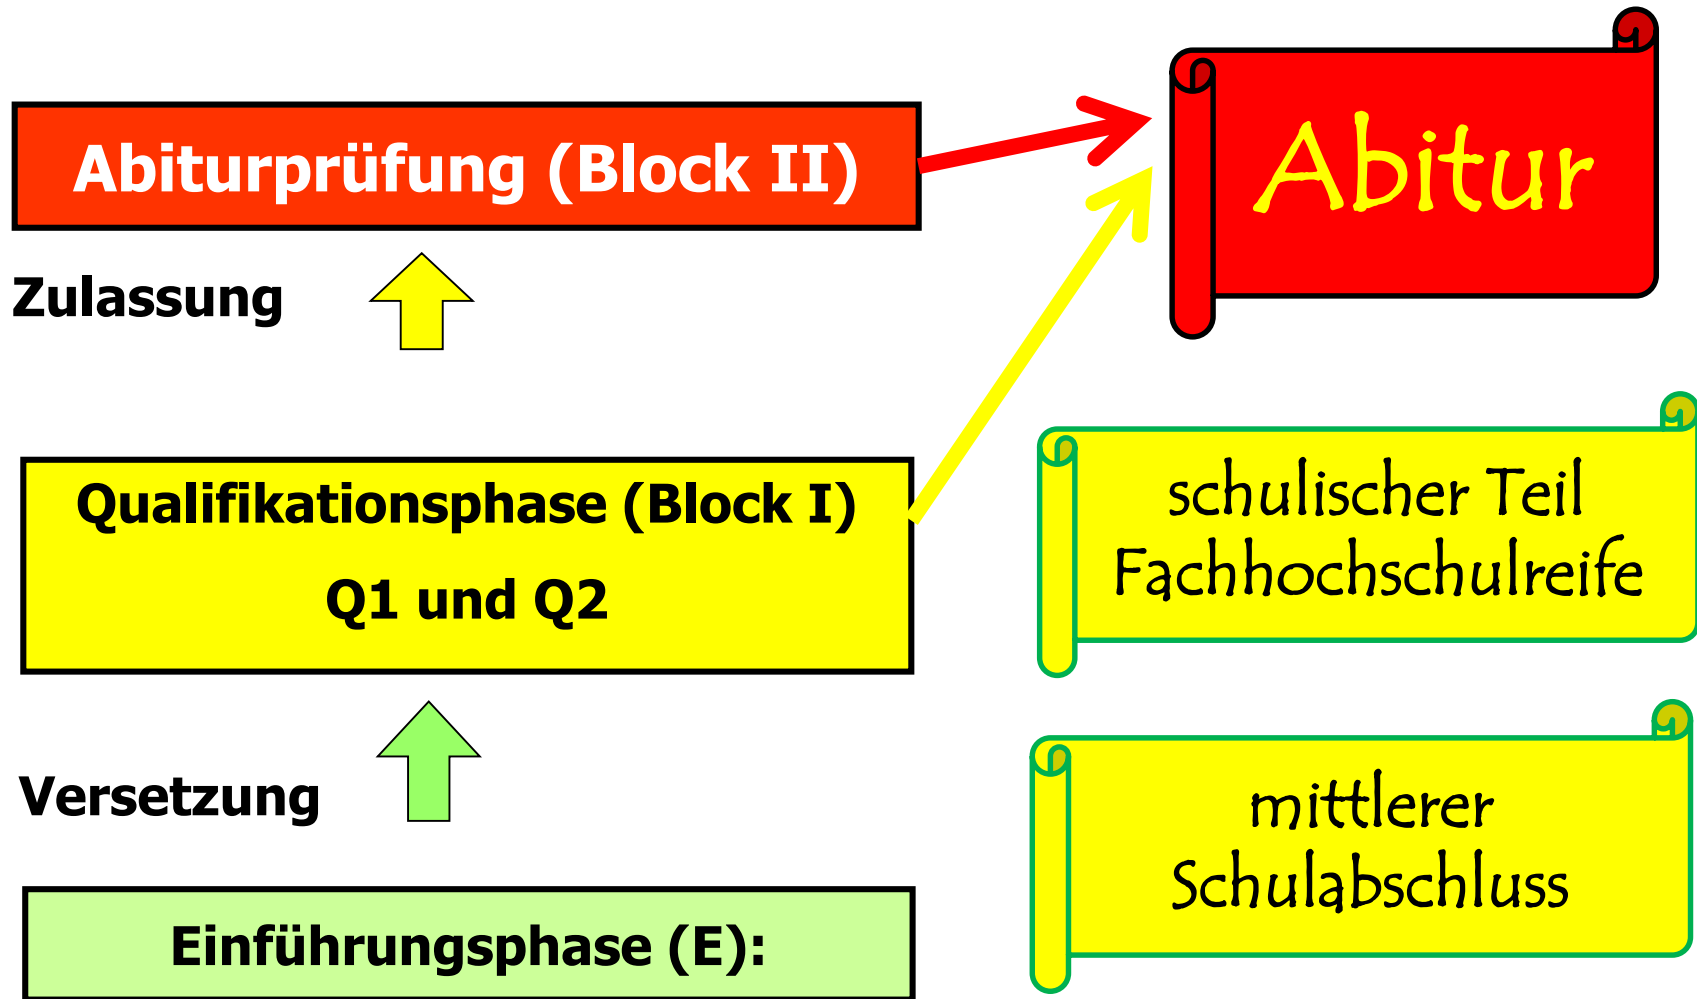 Abiturprüfung (Block II)
Abitur
Zulassung
Qualifikationsphase (Block I)
Q1 und Q2
schulischer Teil
Fachhochschulreife
Versetzung
mittlerer
Schulabschluss
Einführungsphase (E):